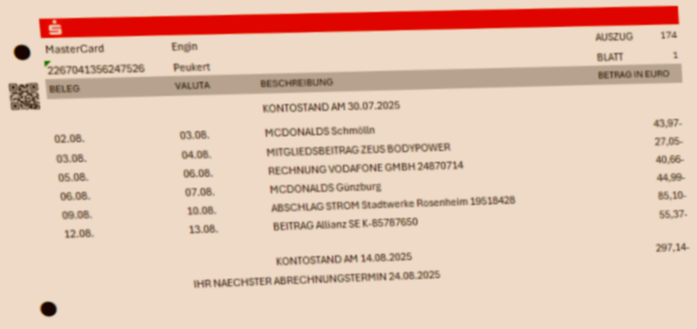 MasterCard Engin AUSZUG 174
2267041356247526 Peukert BLATT 1
BELEG VALUTA BESCHREIBUNG BETRAG IN EURO
KONTOSTAND AM 30.07.2025
02.08. 03.08. MCDONALDS Schmölln 43,97-
03.08. 04.08. MITGLIEDSBEITRAG ZEUS BODYPOWER 27,05-
05.08. 06.08. RECHNUNG VODAFONE GMBH 24870714 40,66-
06.08. 07.08. MCDONALDS Günzburg 44,99-
09.08. 10.08. ABSCHLAG STROM Stadtwerke Rosenheim 19518428 85,10-
12.08. 13.08. BEITRAG Allianz SE K-85787650 55,37-
KONTOSTAND AM 14.08.2025 297,14-
IHR NAECHSTER ABRECHNUNGSTERMIN 24.08.2025